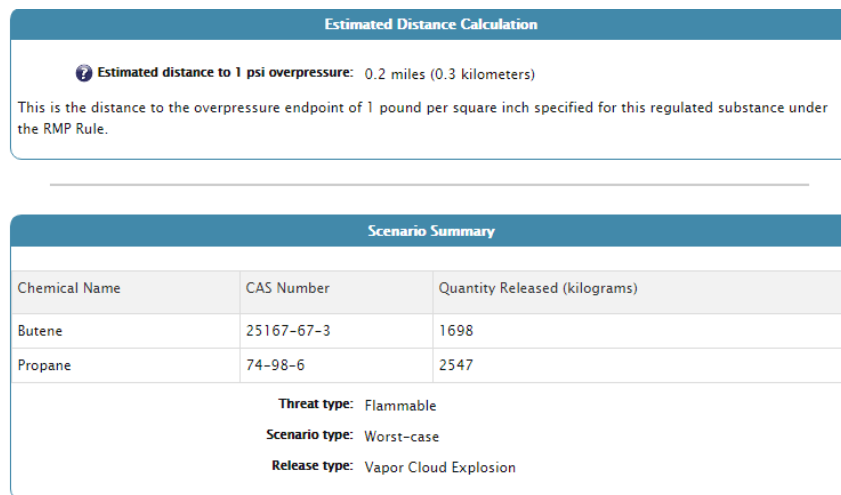 Estimated Distance Calculation
? Estimated distance to 1 psi overpressure: 0.2 miles (0.3 kilometers)
This is the distance to the overpressure endpoint of 1 pound per square inch specified for this regulated substance under
the RMP Rule.
Scenario Summary
Chemical Name CAS Number Quantity Released (kilograms)
Butene 25167-67-3 1698
Propane 74-98-6 2547
Threat type: Flammable
Scenario type: Worst-case
Release type: Vapor Cloud Explosion